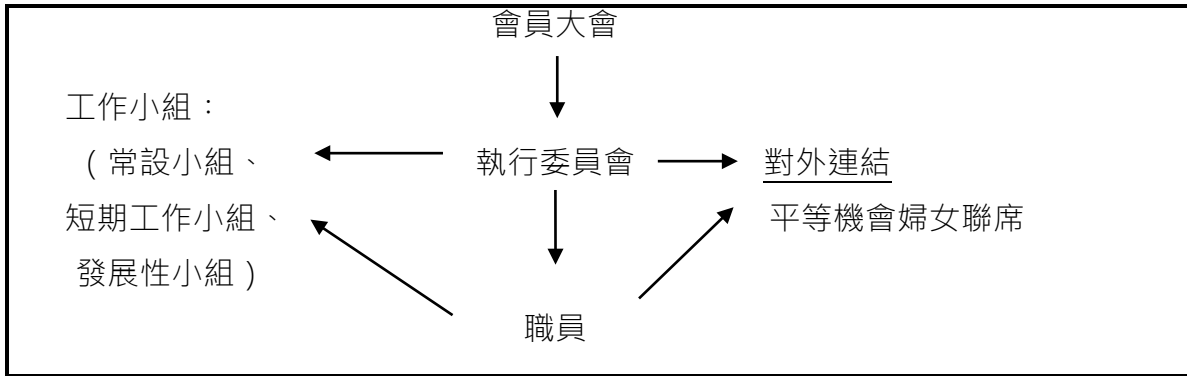 會員大會
工作小組：
（常設小組、
短期工作小組、
發展性小組）
執行委員會
對外連結
平等機會婦女聯席
職員